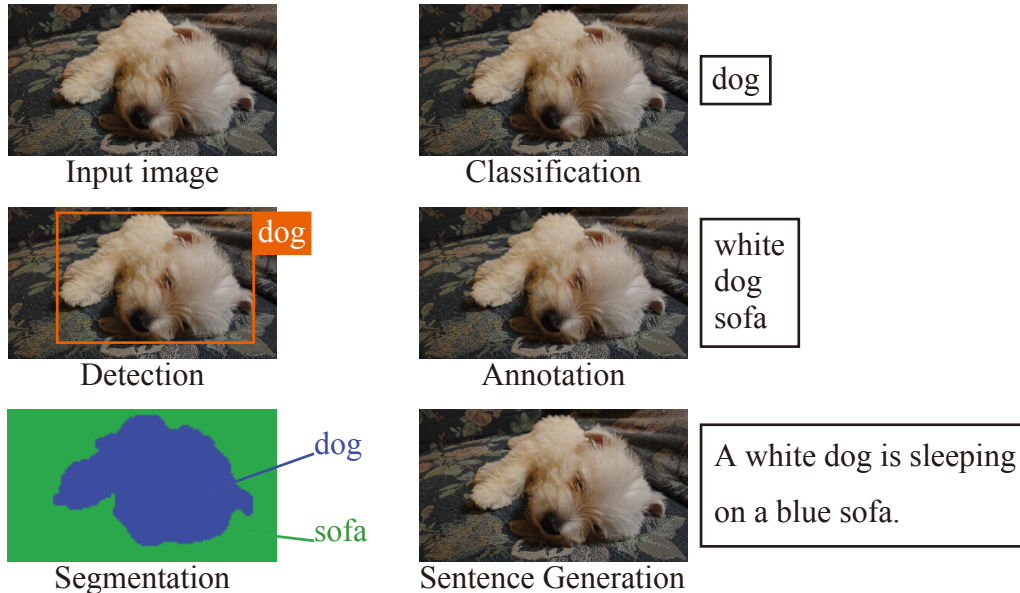 dog
Input image
Classification
dog
white
dog
sofa
Detection
Annotation
dog
sofa
A white dog is sleeping
on a blue sofa.
Segmentation
Sentence Generation